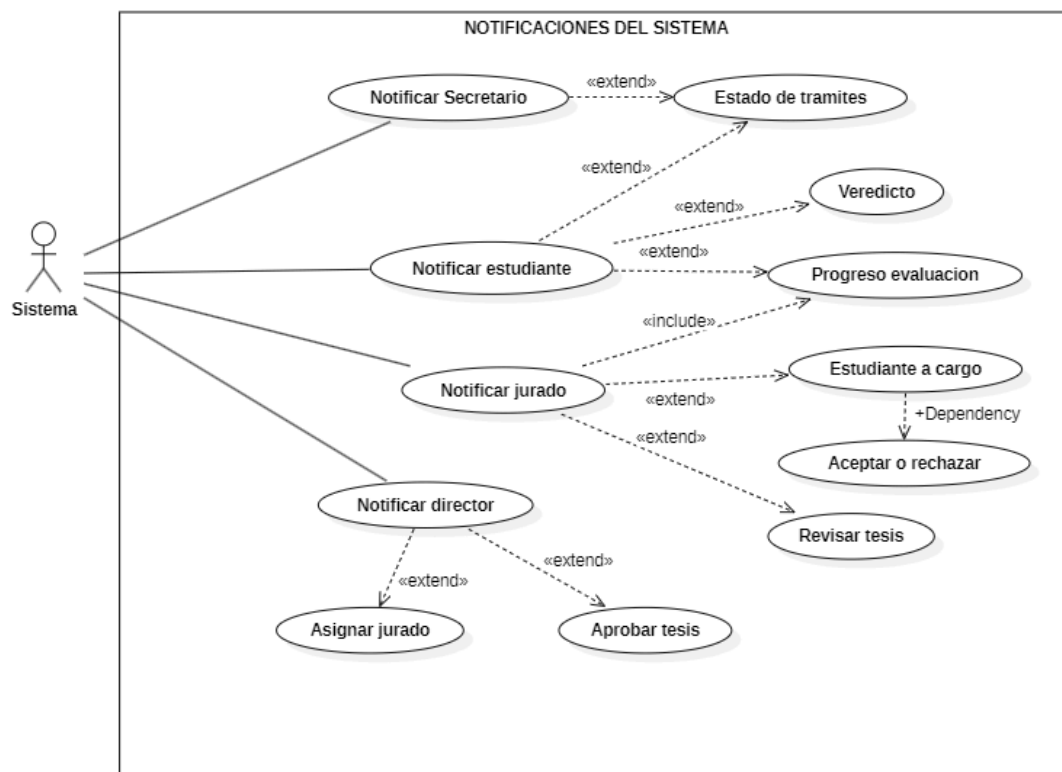 NOTIFICACIONES DEL SISTEMA
«extend»
Notificar Secretario
Estado de tramites
«extend»
Veredicto
«extend»
«extend»
Notificar estudiante
Progreso evaluacion
Sistema
«include»
Estudiante a cargo
Notificar jurado
«extend»
+Dependency
«extend»
Aceptar o rechazar
Notificar director
Revisar tesis
«extend»
«extend»
Asignar jurado
Aprobar tesis